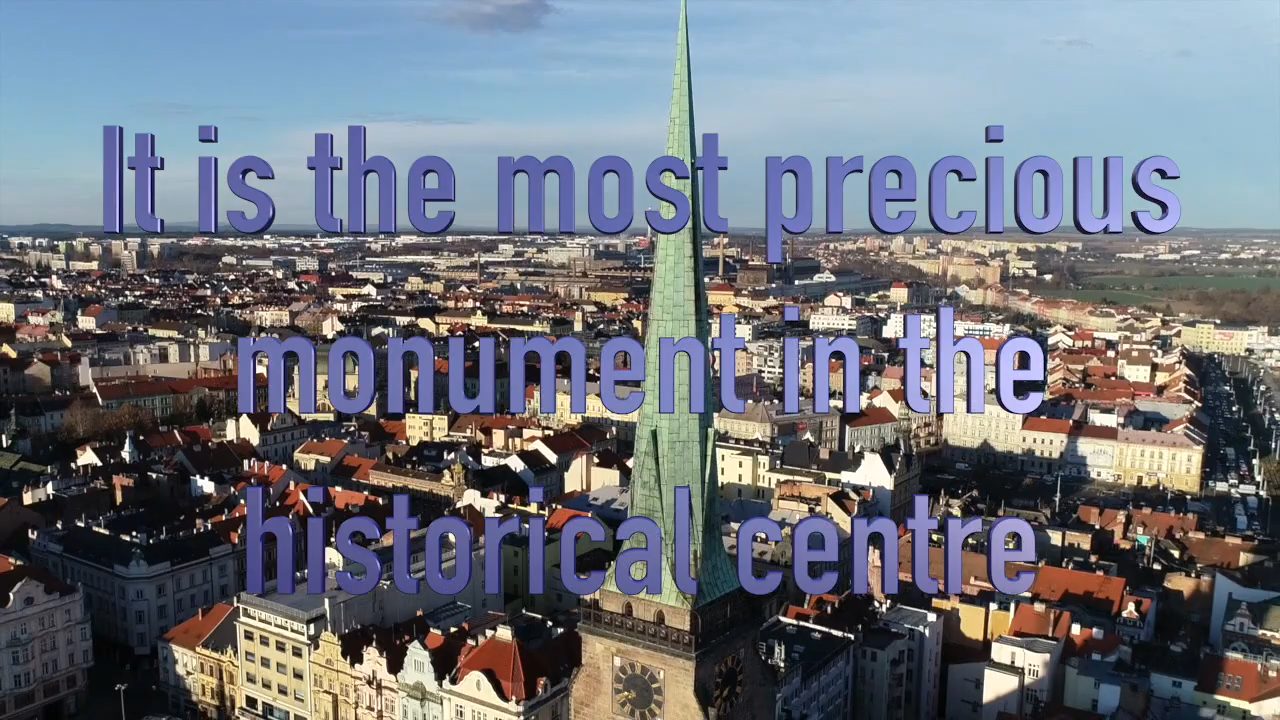 It is the most precious
monument in the
historical centre